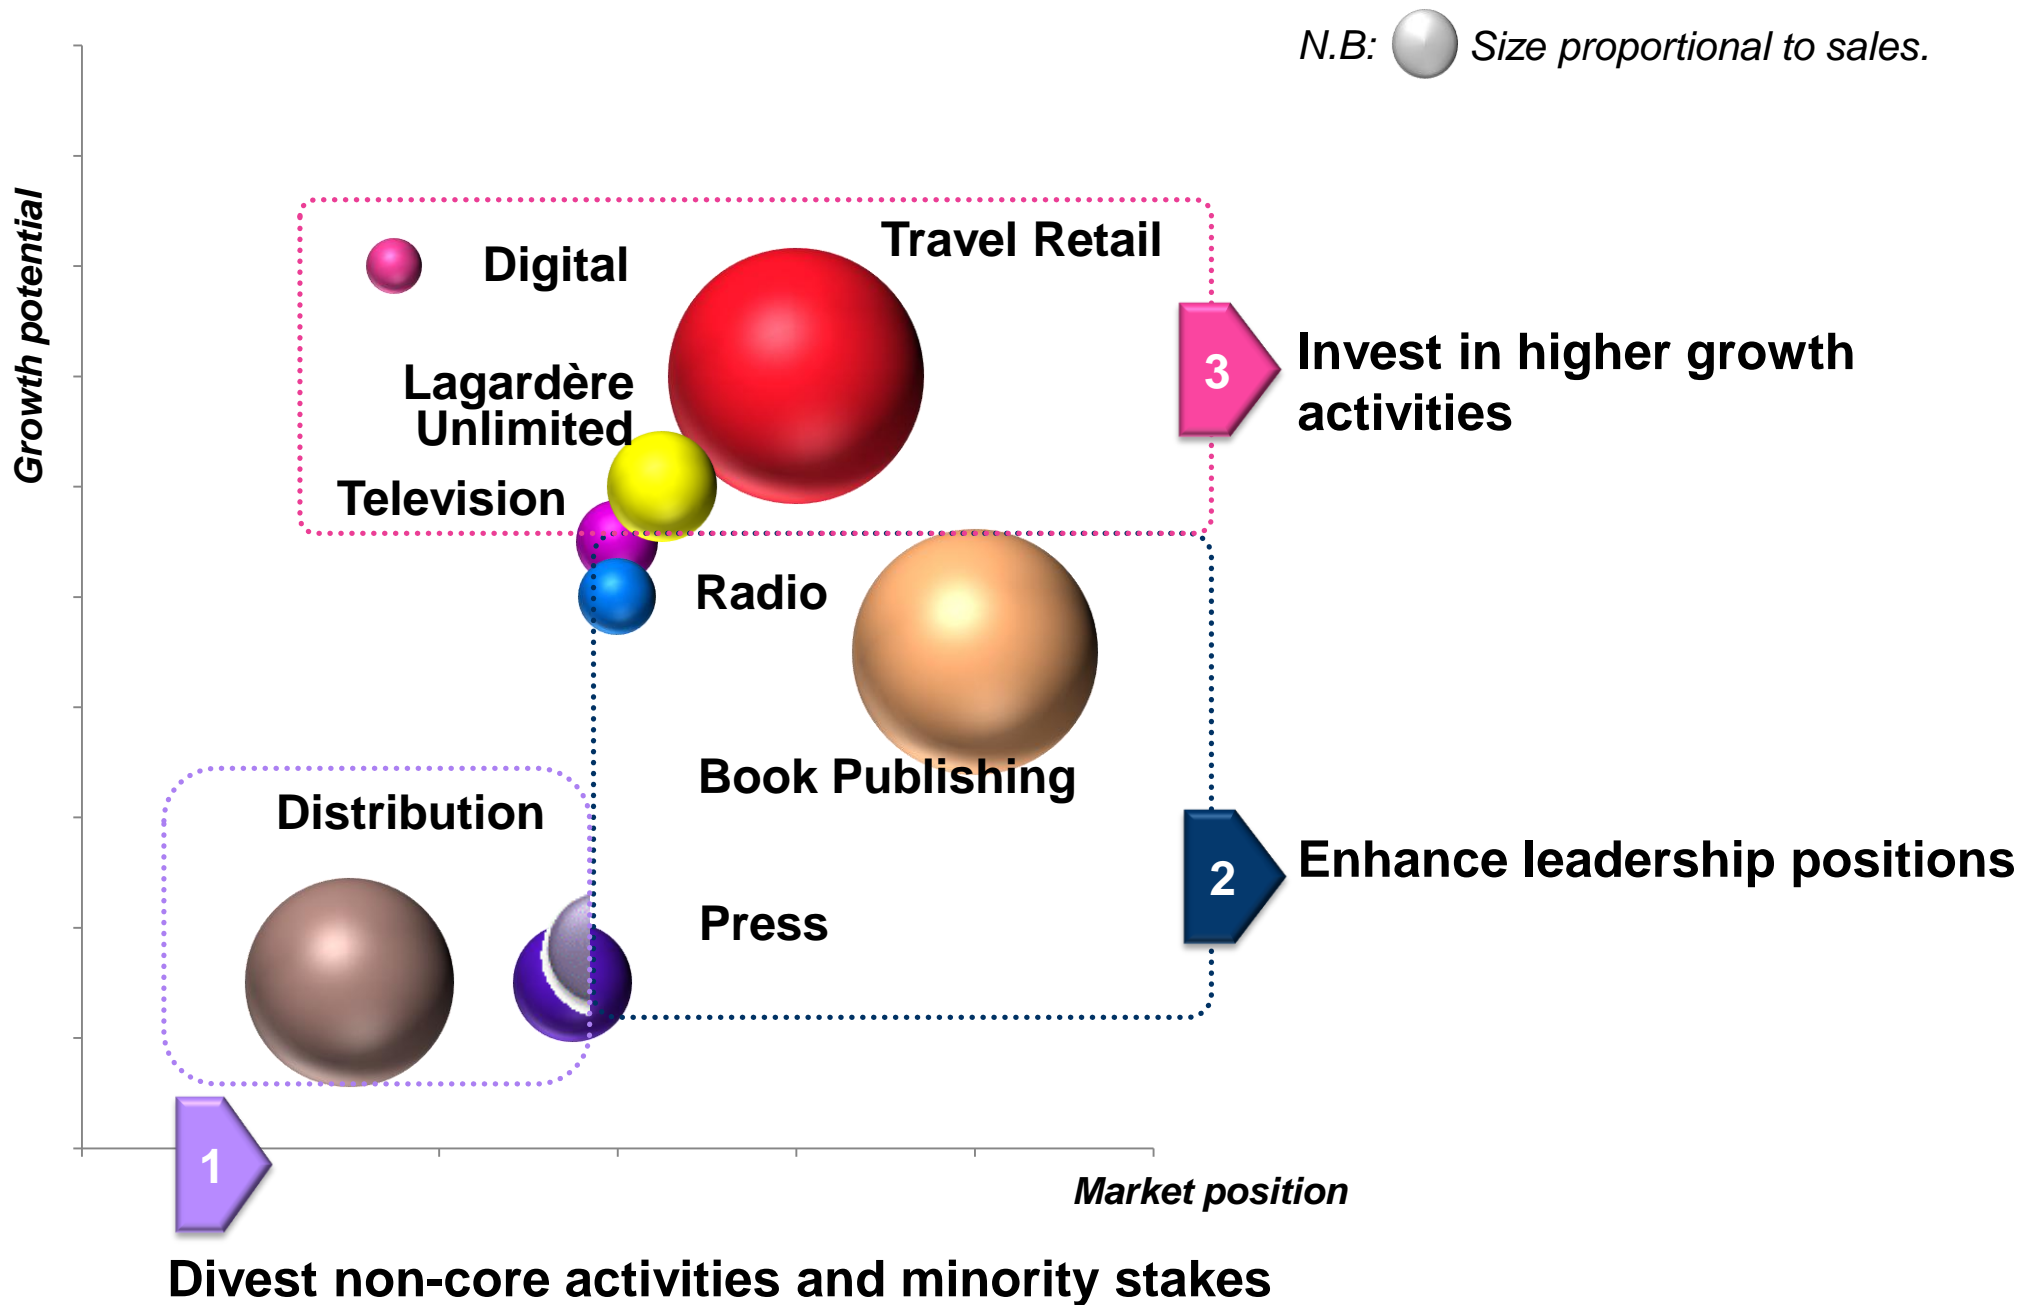 N.B: Size proportional to sales.
Growth potential
Travel Retail
Digital
Lagardère
Unlimited
Television
3
Invest in higher growth
activities
Radio
Book Publishing
Distribution
2
Enhance leadership positions
Press
1
Market position
Divest non-core activities and minority stakes